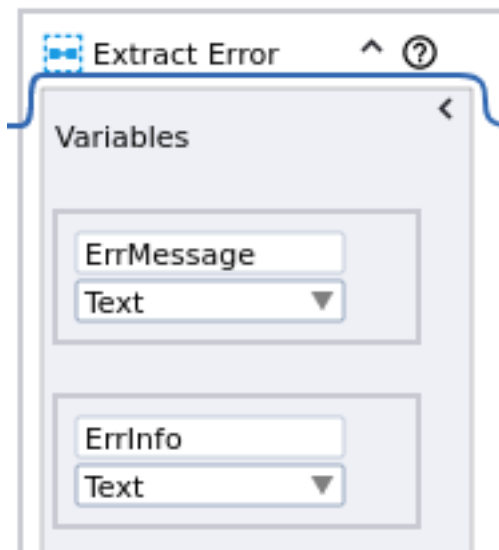 Extract Error
Variables
ErrMessage
Text
ErrInfo
Text